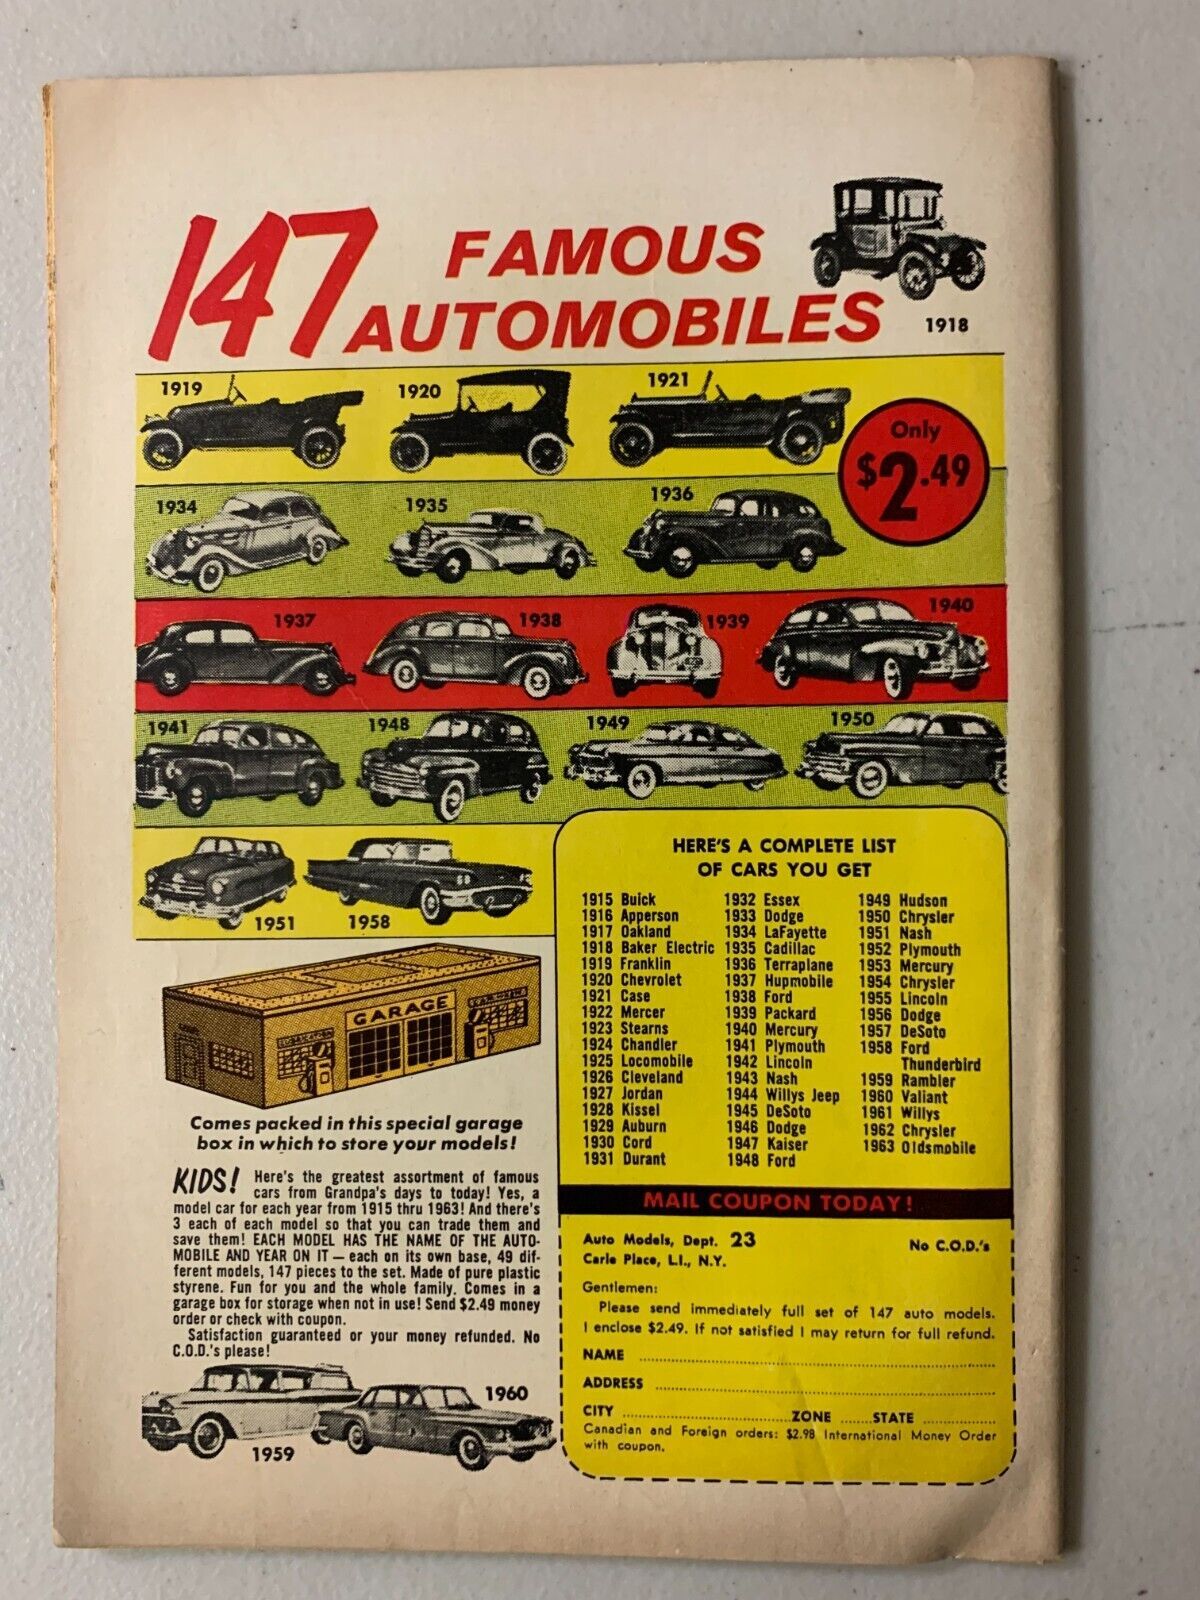 147 FAMOUS
AUTOMOBILES
1918
1919
1920
1921
Only
$2.49
1934
1935
1936
1937
1938
1939
1940
1941
1948
1949
1950
1951
1958
GARAGE
Comes packed in this special garage
box in which to store your models!
KIDS! Here's the greatest assortment of famous
cars from Grandpa's days to today! Yes, a
model car for each year from 1915 thru 1963! And there's
3 each of each model so that you can trade them and
save them! EACH MODEL HAS THE NAME OF THE AUTO-
MOBILE AND YEAR ON IT — each on its own base, 49 dif-
ferent models, 147 pieces to the set. Made of pure plastic
styrene. Fun for you and the whole family. Comes in a
garage box for storage when not in use! Send $2.49 money
order or check with coupon.
Satisfaction guaranteed or your money refunded. No
C.O.D.'s please!
1959
1960
HERE'S A COMPLETE LIST
OF CARS YOU GET
1915 Buick
1916 Apperson
1917 Oakland
1918 Baker Electric
1919 Franklin
1920 Chevrolet
1921 Case
1922 Mercer
1923 Stearns
1924 Chandler
1925 Locomobile
1926 Cleveland
1927 Jordan
1928 Kissel
1929 Auburn
1930 Cord
1931 Durant
1932 Essex
1933 Dodge
1934 LaFayette
1935 Cadillac
1936 Terraplane
1937 Hupmobile
1938 Ford
1939 Packard
1940 Mercury
1941 Plymouth
1942 Lincoln
1943 Nash
1944 Willys Jeep
1945 DeSoto
1946 Dodge
1947 Kaiser
1948 Ford
1949 Hudson
1950 Chrysler
1951 Nash
1952 Plymouth
1953 Mercury
1954 Chrysler
1955 Lincoln
1956 Dodge
1957 DeSoto
1958 Ford
Thunderbird
1959 Rambler
1960 Valiant
1961 Willys
1962 Chrysler
1963 Oldsmobile
MAIL COUPON TODAY!
Auto Models, Dept. 23
No C.O.D.'s
Carle Place, L.I., N.Y.
Gentlemen:
Please send immediately full set of 147 auto models.
I enclose $2.49. If not satisfied I may return for full refund.
NAME
ADDRESS
CITY ZONE STATE
Canadian and Foreign orders: $2.98 International Money Order
with coupon.